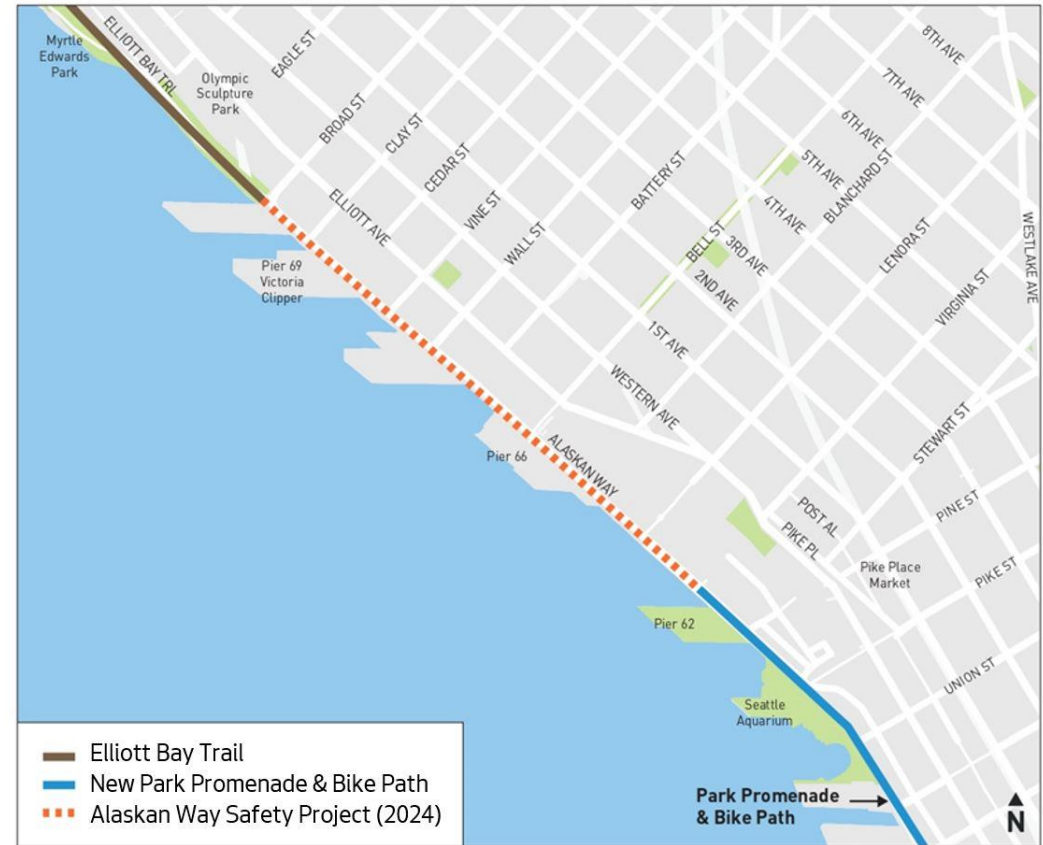 Myrtle
Edwards
Park
ELLIOTT BAY TRL
Olympic
Sculpture
Park
EAGLE ST
BROAD ST
CLAY ST
CEDAR ST
VINE ST
WALL ST
BATTERY ST
BELL ST
BLANCHARD ST
LENORA ST
VIRGINIA ST
STEWART ST
PINE ST
PIKE ST
UNION ST
8TH AVE
7TH AVE
6TH AVE
5TH AVE
4TH AVE
3RD AVE
2ND AVE
1ST AVE
WESTERN AVE
ELLIOTT AVE
WESTLAKE AVE
ALASKAN WAY
POST AL
PIKE PL
Pier 69
Victoria
Clipper
Pier 66
Pike Place
Market
Pier 62
Seattle
Aquarium
Park Promenade
& Bike Path
N
Elliott Bay Trail
New Park Promenade & Bike Path
Alaskan Way Safety Project (2024)